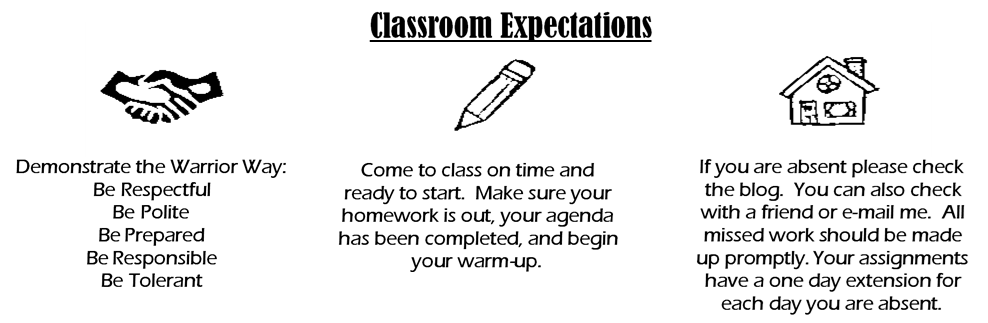 Classroom Expectations
Demonstrate the Warrior Way:
Be Respectful
Be Polite
Be Prepared
Be Responsible
Be Tolerant
Come to class on time and
ready to start.  Make sure your
homework is out, your agenda
has been completed, and begin
your warm-up.
If you are absent please check
the blog.  You can also check
with a friend or e-mail me.  All
missed work should be made
up promptly. Your assignments
have a one day extension for
each day you are absent.